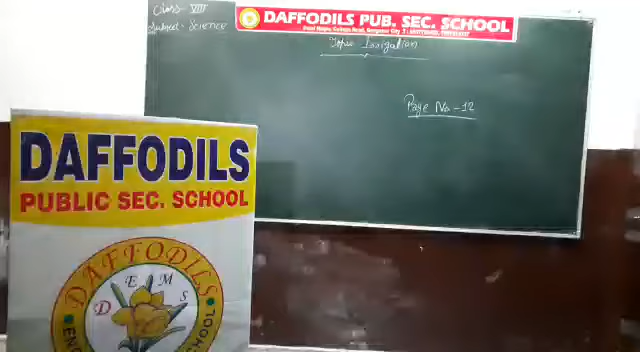 Class- VIII
Subject- Science
DAFFODILS PUB. SEC. SCHOOL
Topic Irrigation
Page No-12
DAFFODILS
PUBLIC SEC. SCHOOL
DAFFODILS
D E M S
SCHOOL